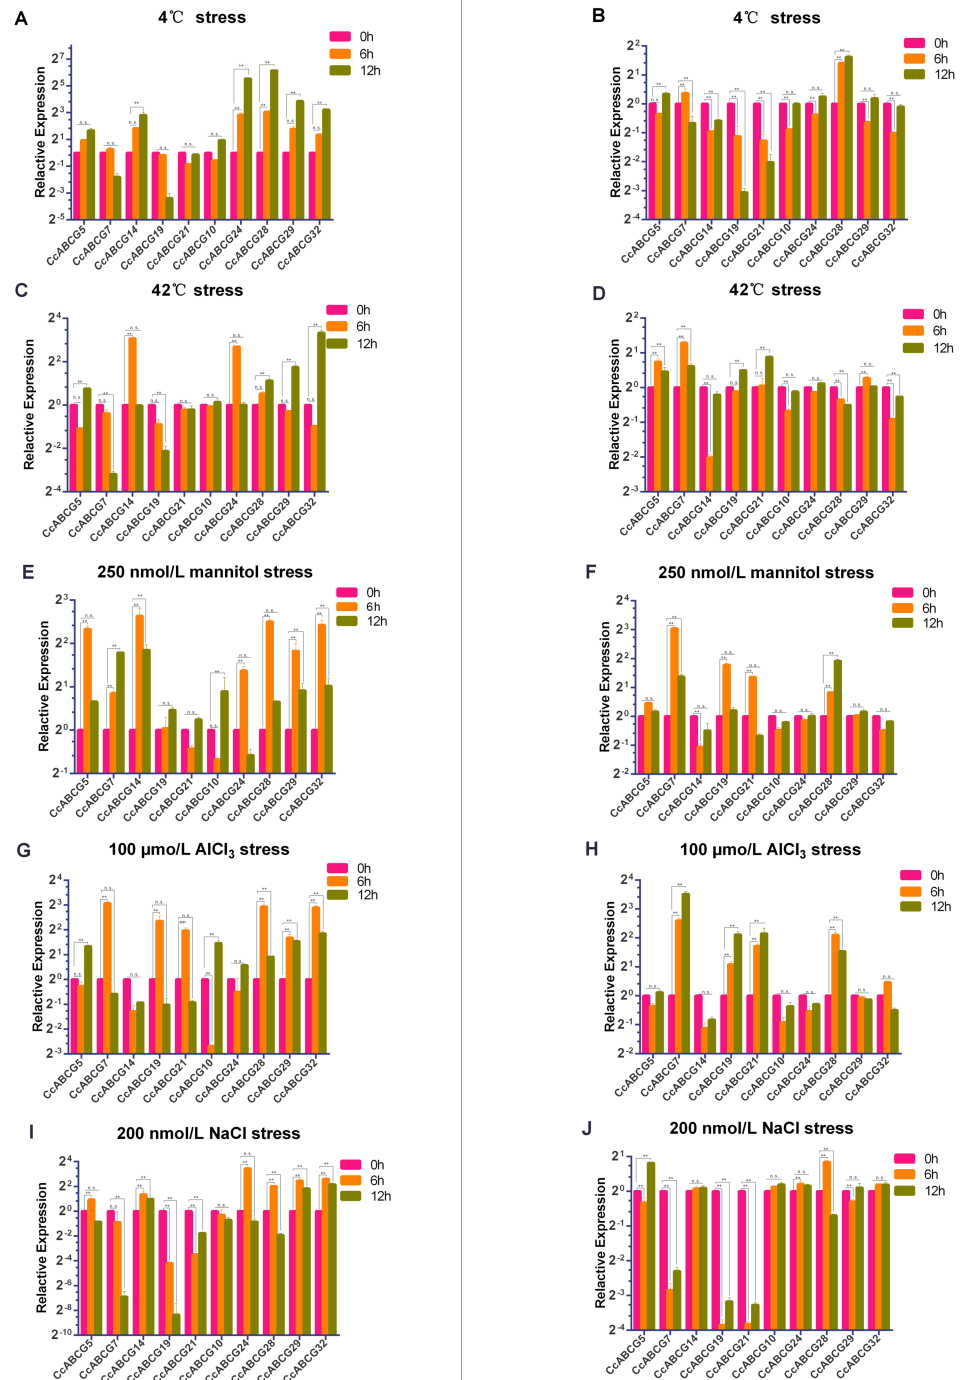 A
4℃ stress
0h
6h
12h
Relactive Expression
2^7
2^5
2^3
2^1
2^-1
2^-3
2^-5
CcABCG5
CcABCG7
CcABCG14
CcABCG19
CcABCG21
CcABCG10
CcABCG24
CcABCG28
CcABCG29
CcABCG32
B
4℃ stress
0h
6h
12h
Relactive Expression
2^2
2^1
2^0
2^-1
2^-2
2^-3
2^-4
CcABCG5
CcABCG7
CcABCG14
CcABCG19
CcABCG21
CcABCG10
CcABCG24
CcABCG28
CcABCG29
CcABCG32
C
42℃ stress
0h
6h
12h
Relactive Expression
2^4
2^2
2^0
2^-2
2^-4
CcABCG5
CcABCG7
CcABCG14
CcABCG19
CcABCG21
CcABCG10
CcABCG24
CcABCG28
CcABCG29
CcABCG32
D
42℃ stress
0h
6h
12h
Relactive Expression
2^2
2^1
2^0
2^-1
2^-2
2^-3
CcABCG5
CcABCG7
CcABCG14
CcABCG19
CcABCG21
CcABCG10
CcABCG24
CcABCG28
CcABCG29
CcABCG32
E
250 nmol/L mannitol stress
0h
6h
12h
Relactive Expression
2^3
2^2
2^1
2^0
2^-1
CcABCG5
CcABCG7
CcABCG14
CcABCG19
CcABCG21
CcABCG10
CcABCG24
CcABCG28
CcABCG29
CcABCG32
F
250 nmol/L mannitol stress
0h
6h
12h
Relactive Expression
2^4
2^3
2^2
2^1
2^0
2^-1
2^-2
CcABCG5
CcABCG7
CcABCG14
CcABCG19
CcABCG21
CcABCG10
CcABCG24
CcABCG28
CcABCG29
CcABCG32
G
100 μmo/L AlCl₃ stress
0h
6h
12h
Relactive Expression
2^4
2^3
2^2
2^1
2^0
2^-1
2^-2
2^-3
CcABCG5
CcABCG7
CcABCG14
CcABCG19
CcABCG21
CcABCG10
CcABCG24
CcABCG28
CcABCG29
CcABCG32
H
100 μmo/L AlCl₃ stress
0h
6h
12h
Relactive Expression
2^4
2^3
2^2
2^1
2^0
2^-1
2^-2
CcABCG5
CcABCG7
CcABCG14
CcABCG19
CcABCG21
CcABCG10
CcABCG24
CcABCG28
CcABCG29
CcABCG32
I
200 nmol/L NaCl stress
0h
6h
12h
Relactive Expression
2^4
2^2
2^0
2^-2
2^-4
2^-6
2^-8
2^-10
CcABCG5
CcABCG7
CcABCG14
CcABCG19
CcABCG21
CcABCG10
CcABCG24
CcABCG28
CcABCG29
CcABCG32
J
200 nmol/L NaCl stress
0h
6h
12h
Relactive Expression
2^1
2^0
2^-1
2^-2
2^-3
2^-4
CcABCG5
CcABCG7
CcABCG14
CcABCG19
CcABCG21
CcABCG10
CcABCG24
CcABCG28
CcABCG29
CcABCG32